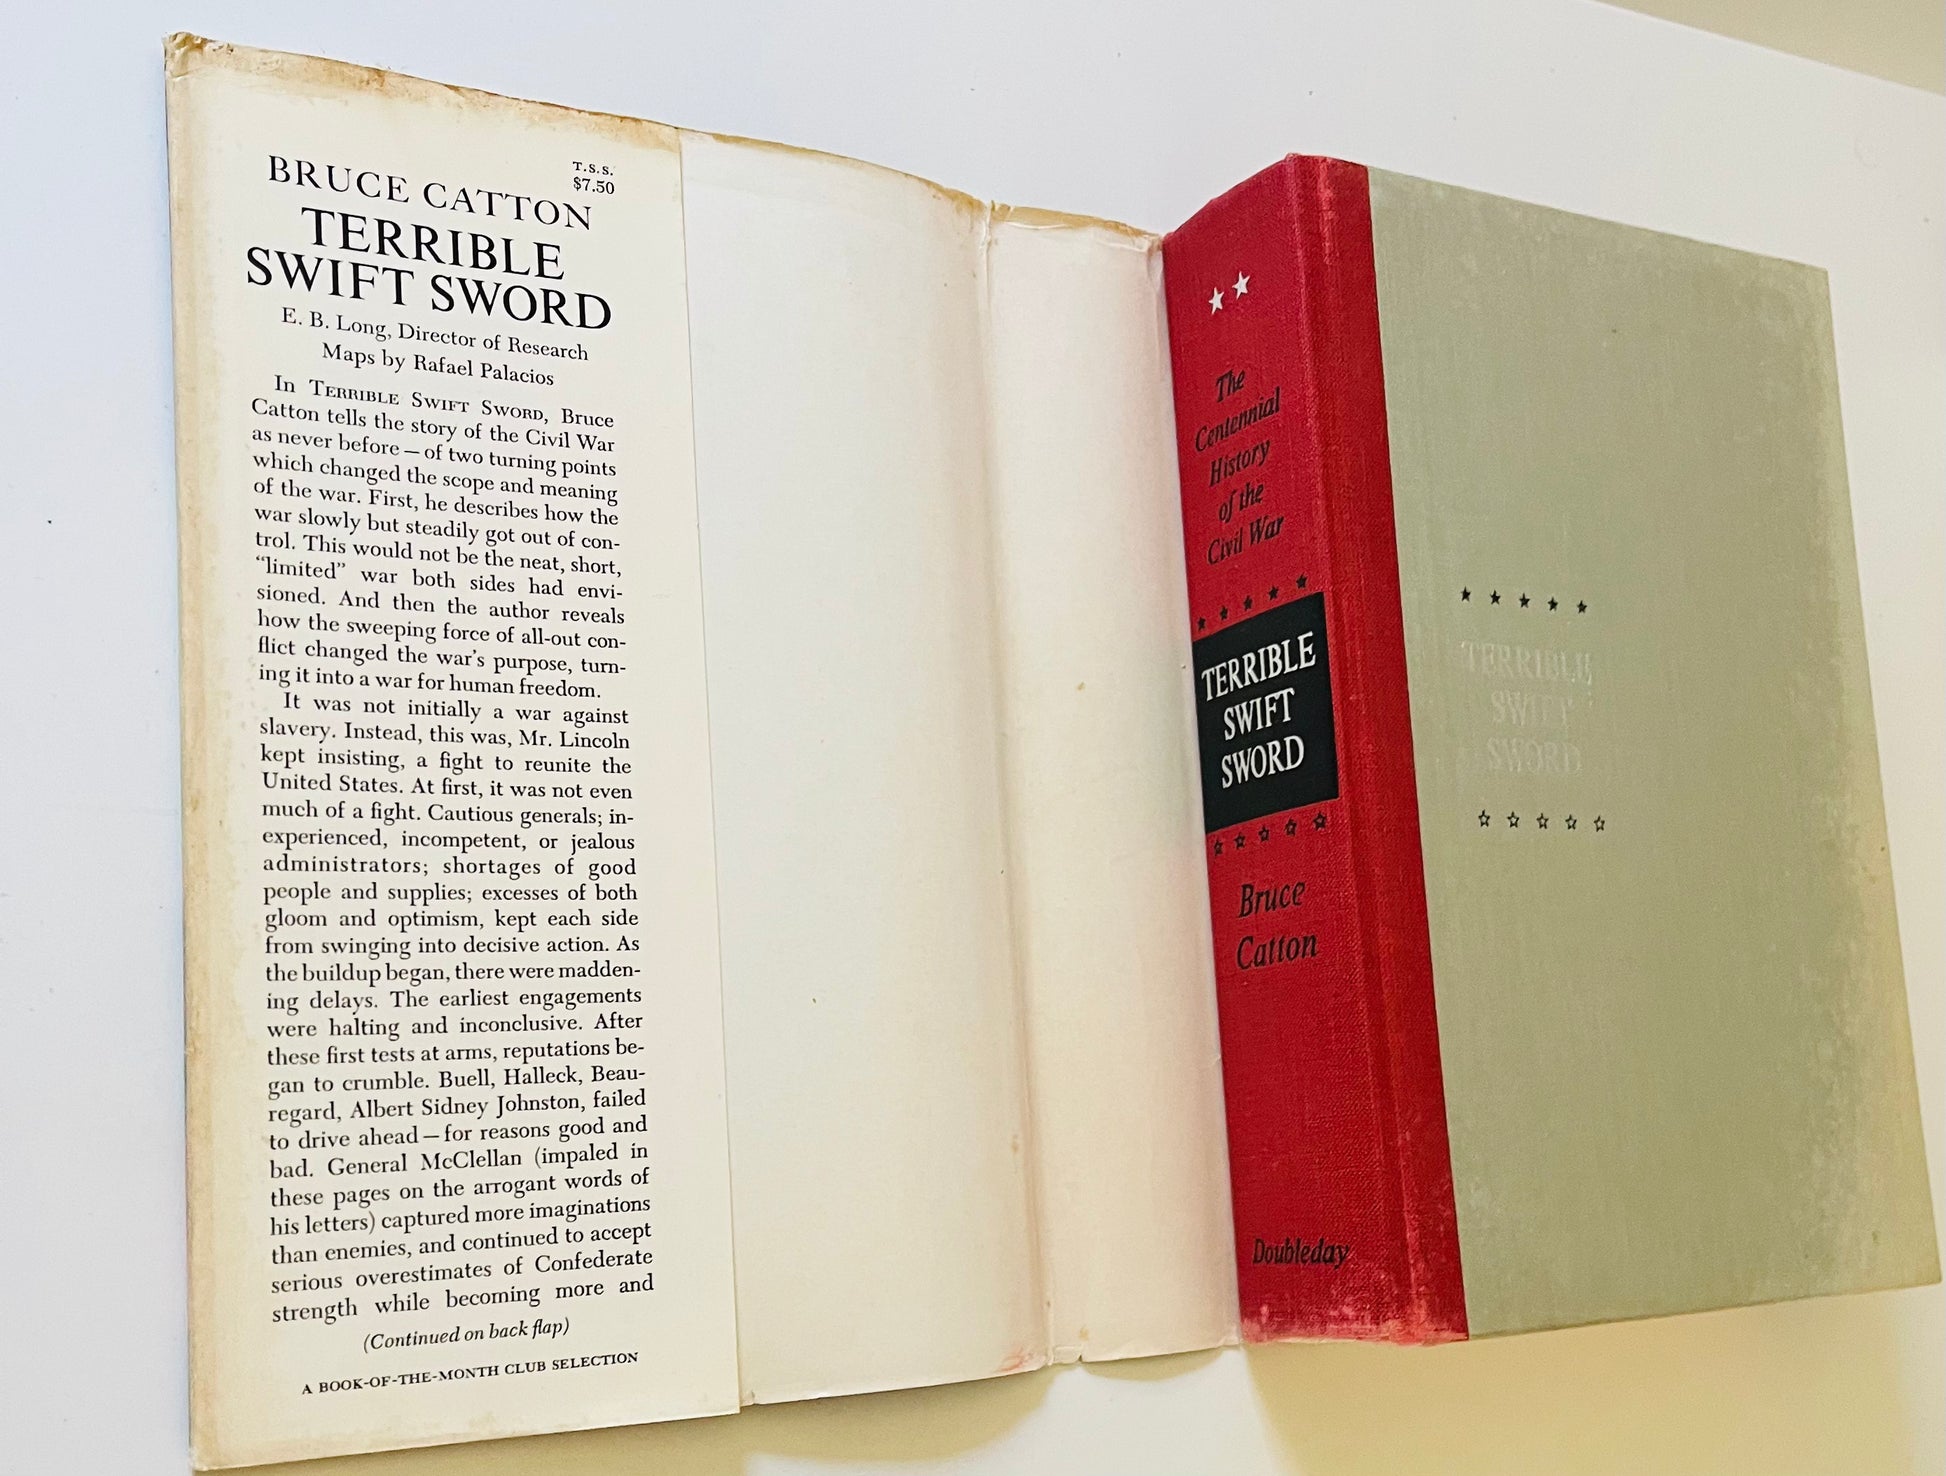 T.S.S.
$7.50
BRUCE CATTON
TERRIBLE
SWIFT SWORD
E. B. Long, Director of Research
Maps by Rafael Palacios
In TERRIBLE SWIFT SWORD, Bruce
Catton tells the story of the Civil War
as never before — of two turning points
which changed the scope and meaning
of the war. First, he describes how the
war slowly but steadily got out of con-
trol. This would not be the neat, short,
“limited” war both sides had envi-
sioned. And then the author reveals
how the sweeping force of all-out con-
flict changed the war's purpose, turn-
ing it into a war for human freedom.
It was not initially a war against
slavery. Instead, this was, Mr. Lincoln
kept insisting, a fight to reunite the
United States. At first, it was not even
much of a fight. Cautious generals; in-
experienced, incompetent, or jealous
administrators; shortages of good
people and supplies; excesses of both
gloom and optimism, kept each side
from swinging into decisive action. As
the buildup began, there were madden-
ing delays. The earliest engagements
were halting and inconclusive. After
these first tests at arms, reputations be-
gan to crumble. Buell, Halleck, Beau-
regard, Albert Sidney Johnston, failed
to drive ahead — for reasons good and
bad. General McClellan (impaled in
these pages on the arrogant words of
his letters) captured more imaginations
than enemies, and continued to accept
serious overestimates of Confederate
strength while becoming more and
(Continued on back flap)
A BOOK-OF-THE-MONTH CLUB SELECTION
The
Centennial
History
of the
Civil War
TERRIBLE
SWIFT
SWORD
Bruce
Catton
Doubleday
TERRIBLE
SWIFT
SWORD